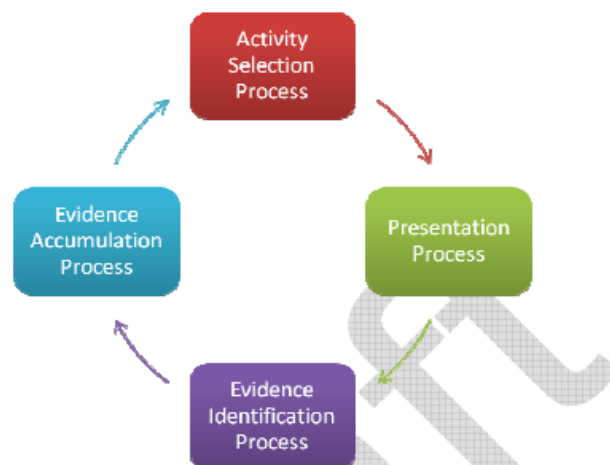 Activity
Selection
Process
Presentation
Process
Evidence
Identification
Process
Evidence
Accumulation
Process